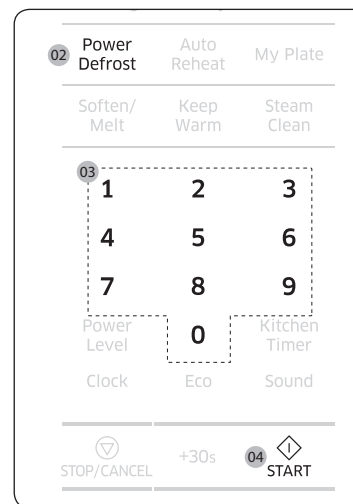 02 Power Defrost
Auto Reheat
My Plate
Soften/ Melt
Keep Warm
Steam Clean
03
1 2 3
4 5 6
7 8 9
Power Level
0
Kitchen Timer
Clock Eco Sound
STOP/CANCEL
+30s
04 START